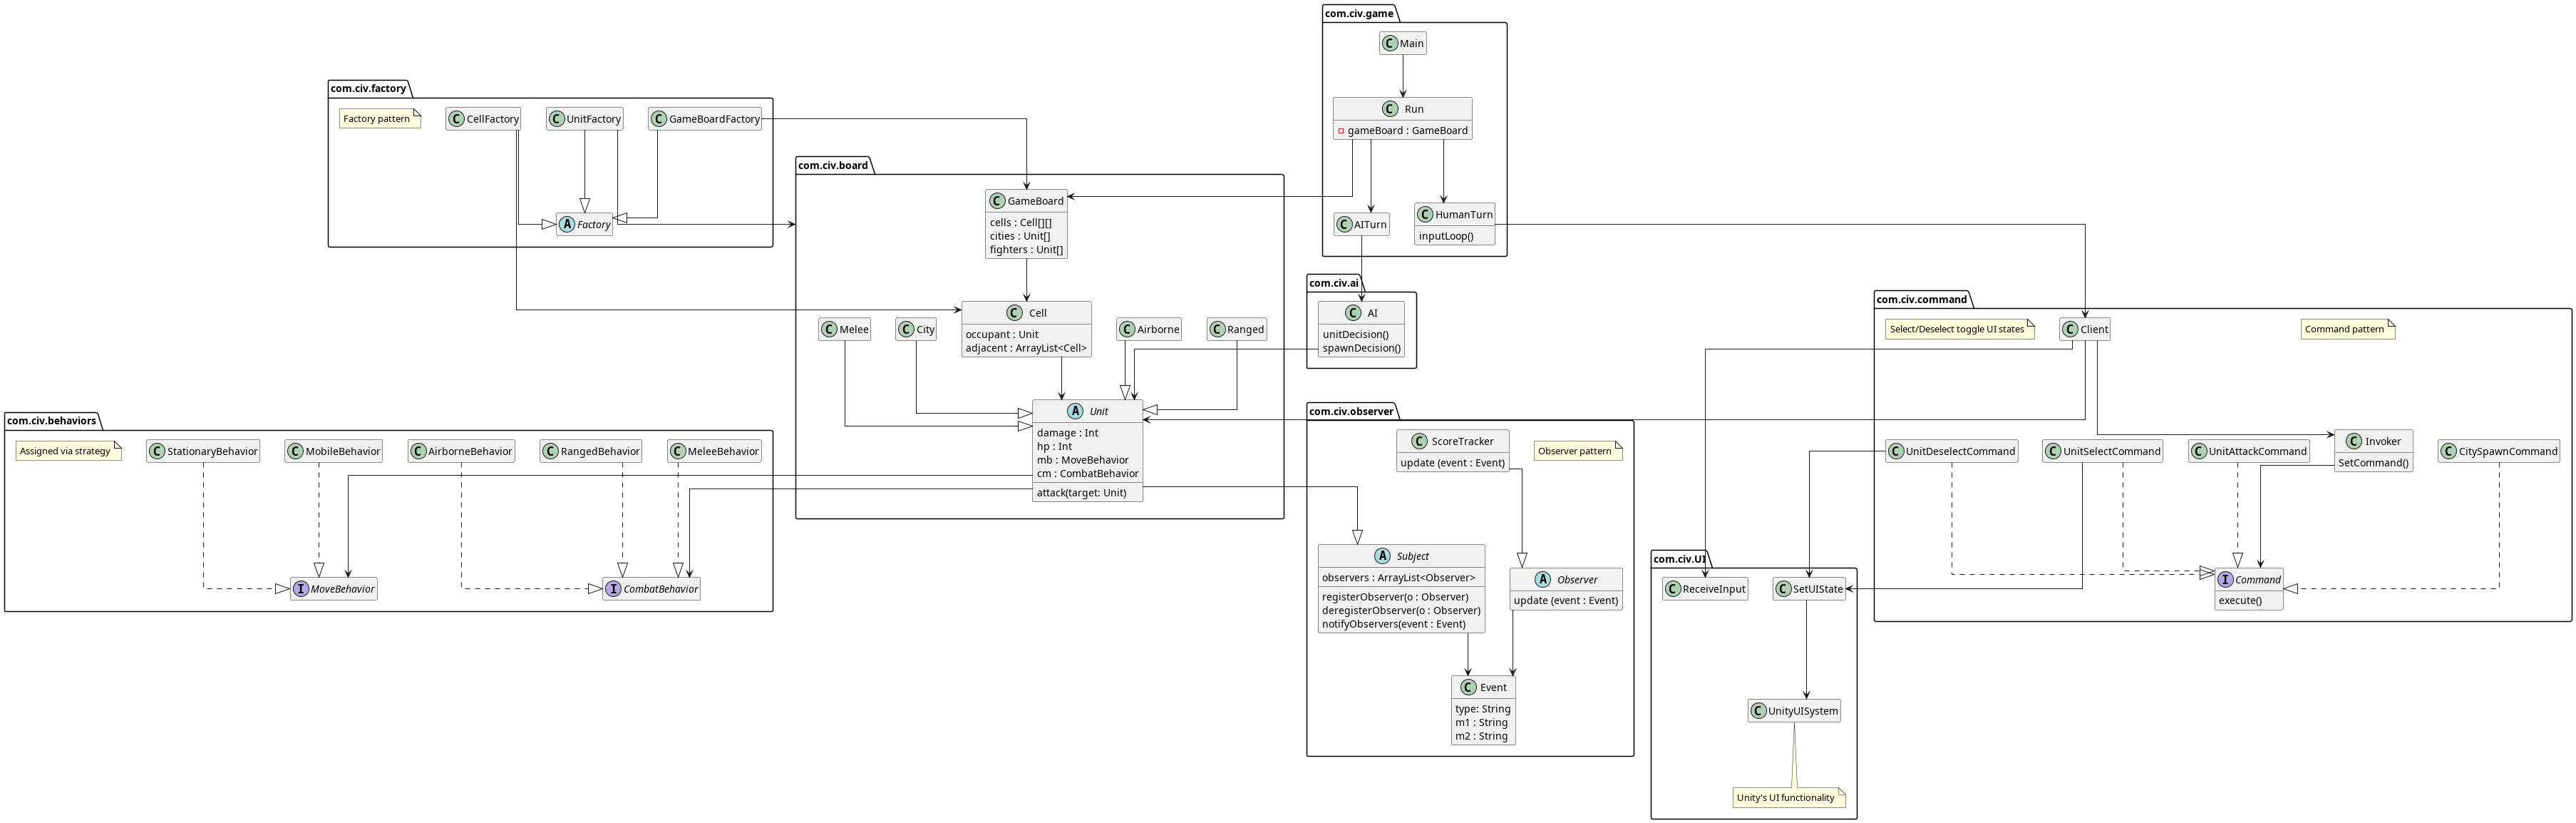 com.civ.game
C Main
C Run
gameBoard : GameBoard
C AITurn
C HumanTurn
inputLoop()
com.civ.factory
Factory pattern
C CellFactory
C UnitFactory
C GameBoardFactory
A Factory
com.civ.board
C GameBoard
cells : Cell[][]
cities : Unit[]
fighters : Unit[]
C Melee
C City
C Cell
occupant : Unit
adjacent : ArrayList<Cell>
C Airborne
C Ranged
A Unit
damage : Int
hp : Int
mb : MoveBehavior
cm : CombatBehavior
attack(target: Unit)
com.civ.ai
C AI
unitDecision()
spawnDecision()
com.civ.command
Select/Deselect toggle UI states
C Client
Command pattern
C UnitDeselectCommand
C UnitSelectCommand
C UnitAttackCommand
C Invoker
SetCommand()
C CitySpawnCommand
I Command
execute()
com.civ.behaviors
Assigned via strategy
C StationaryBehavior
C MobileBehavior
C AirborneBehavior
C RangedBehavior
C MeleeBehavior
I MoveBehavior
I CombatBehavior
com.civ.observer
C ScoreTracker
update (event : Event)
Observer pattern
A Subject
observers : ArrayList<Observer>
registerObserver(o : Observer)
deregisterObserver(o : Observer)
notifyObservers(event : Event)
A Observer
update (event : Event)
C Event
type: String
m1 : String
m2 : String
com.civ.UI
C ReceiveInput
C SetUIState
C UnityUISystem
Unity's UI functionality